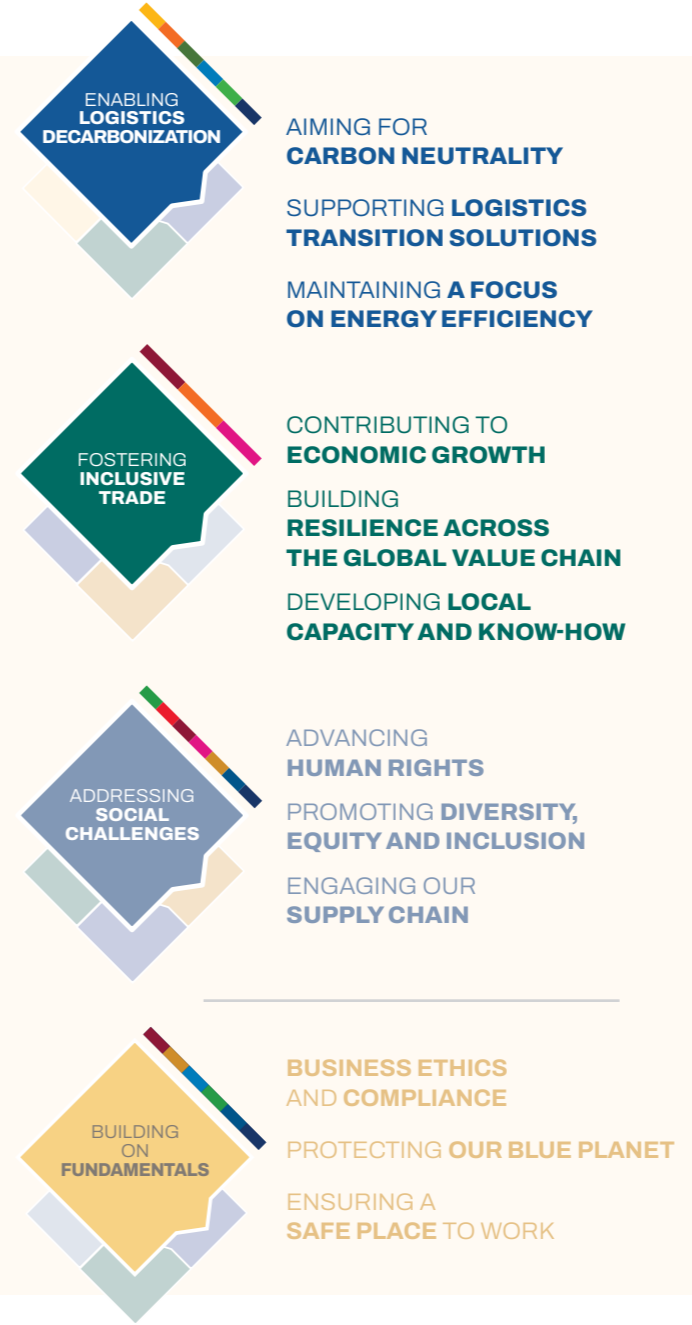 ENABLING
LOGISTICS
DECARBONIZATION
AIMING FOR
CARBON NEUTRALITY
SUPPORTING LOGISTICS
TRANSITION SOLUTIONS
MAINTAINING A FOCUS
ON ENERGY EFFICIENCY
FOSTERING
INCLUSIVE
TRADE
CONTRIBUTING TO
ECONOMIC GROWTH
BUILDING
RESILIENCE ACROSS
THE GLOBAL VALUE CHAIN
DEVELOPING LOCAL
CAPACITY AND KNOW-HOW
ADDRESSING
SOCIAL
CHALLENGES
ADVANCING
HUMAN RIGHTS
PROMOTING DIVERSITY,
EQUITY AND INCLUSION
ENGAGING OUR
SUPPLY CHAIN
BUILDING
ON
FUNDAMENTALS
BUSINESS ETHICS
AND COMPLIANCE
PROTECTING OUR BLUE PLANET
ENSURING A
SAFE PLACE TO WORK